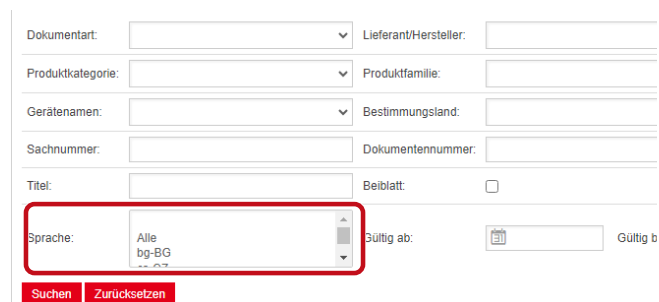 Dokumentart: Lieferant/Hersteller:
Produktkategorie: Produktfamilie:
Gerätenamen: Bestimmungsland:
Sachnummer: Dokumentennummer:
Titel: Beiblatt:
Sprache: Alle Gültig ab: Gültig b
bg-BG
Suchen Zurücksetzen